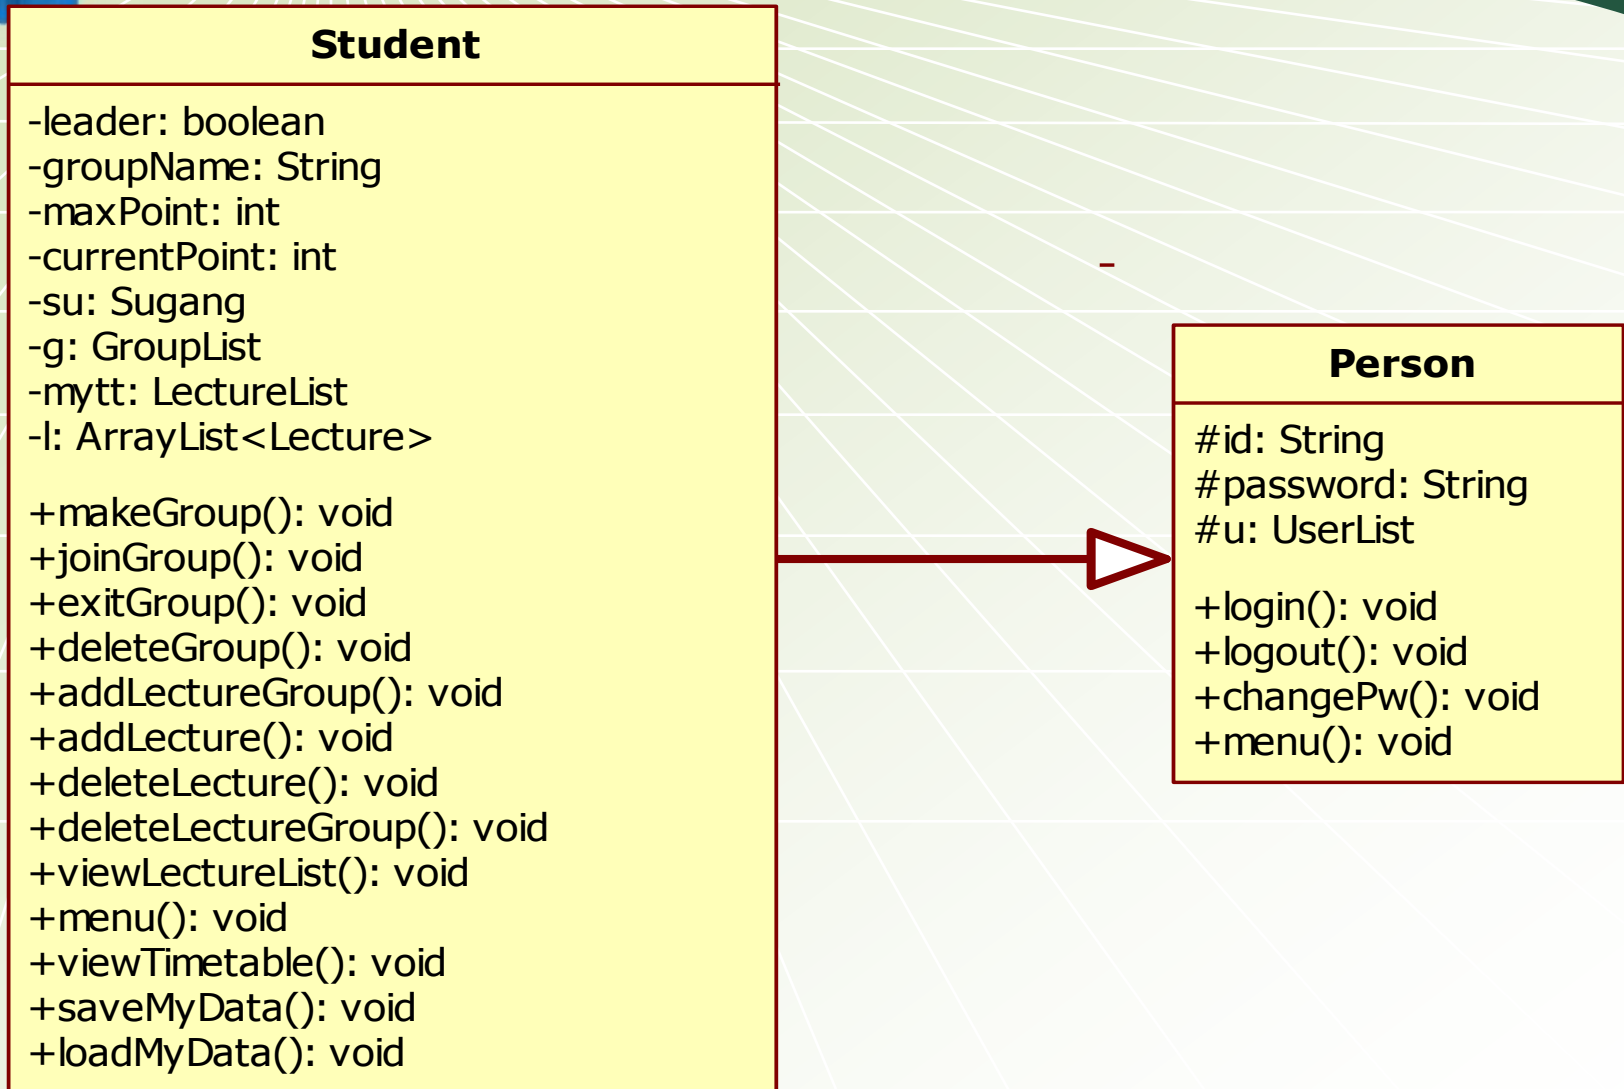 Student
-leader: boolean
-groupName: String
-maxPoint: int
-currentPoint: int
-su: Sugang
-g: GroupList
-mytt: LectureList
-l: ArrayList<Lecture>
+makeGroup(): void
+joinGroup(): void
+exitGroup(): void
+deleteGroup(): void
+addLectureGroup(): void
+addLecture(): void
+deleteLecture(): void
+deleteLectureGroup(): void
+viewLectureList(): void
+menu(): void
+viewTimetable(): void
+saveMyData(): void
+loadMyData(): void
Person
#id: String
#password: String
#u: UserList
+login(): void
+logout(): void
+changePw(): void
+menu(): void